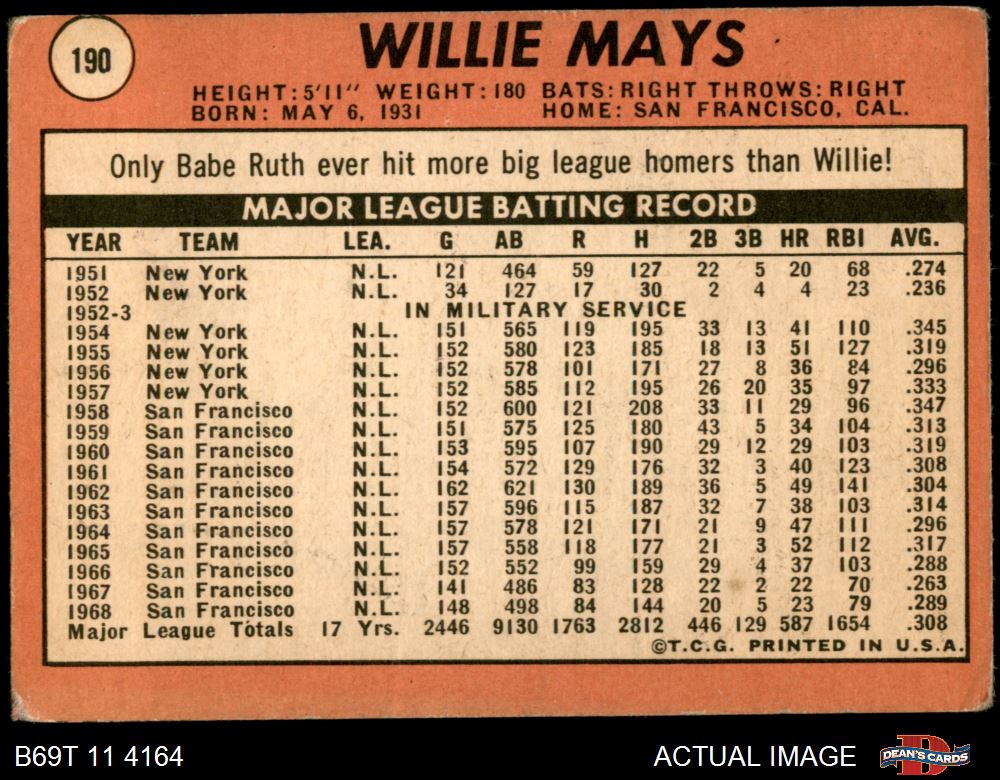 190
WILLIE MAYS
HEIGHT: 5'11" WEIGHT: 180 BATS: RIGHT THROWS: RIGHT
BORN: MAY 6, 1931 HOME: SAN FRANCISCO, CAL.
Only Babe Ruth ever hit more big league homers than Willie!
MAJOR LEAGUE BATTING RECORD
YEAR TEAM LEA. G AB R H 2B 3B HR RBI AVG.
1951 New York N.L. 121 464 59 127 22 5 20 68 .274
1952 New York N.L. 34 127 17 30 2 4 4 23 .236
1952-3 IN MILITARY SERVICE
1954 New York N.L. 151 565 119 195 33 13 41 110 .345
1955 New York N.L. 152 580 123 185 18 13 51 127 .319
1956 New York N.L. 152 578 101 171 27 8 36 84 .296
1957 New York N.L. 152 585 112 195 26 20 35 97 .333
1958 San Francisco N.L. 152 600 121 208 33 11 29 96 .347
1959 San Francisco N.L. 151 575 125 180 43 5 34 104 .313
1960 San Francisco N.L. 153 595 107 190 29 12 29 103 .319
1961 San Francisco N.L. 154 572 129 176 32 3 40 123 .308
1962 San Francisco N.L. 162 621 130 189 36 5 49 141 .304
1963 San Francisco N.L. 157 596 115 187 32 7 38 103 .314
1964 San Francisco N.L. 157 578 121 171 21 9 47 111 .296
1965 San Francisco N.L. 157 558 118 177 21 3 52 112 .317
1966 San Francisco N.L. 152 552 99 159 29 4 37 103 .288
1967 San Francisco N.L. 141 486 83 128 22 2 22 70 .263
1968 San Francisco N.L. 148 498 84 144 20 5 23 79 .289
Major League Totals 17 Yrs. 2446 9130 1763 2812 446 129 587 1654 .308
©T.C.G. PRINTED IN U.S.A.
B69T 11 4164 ACTUAL IMAGE DEAN'S CARDS